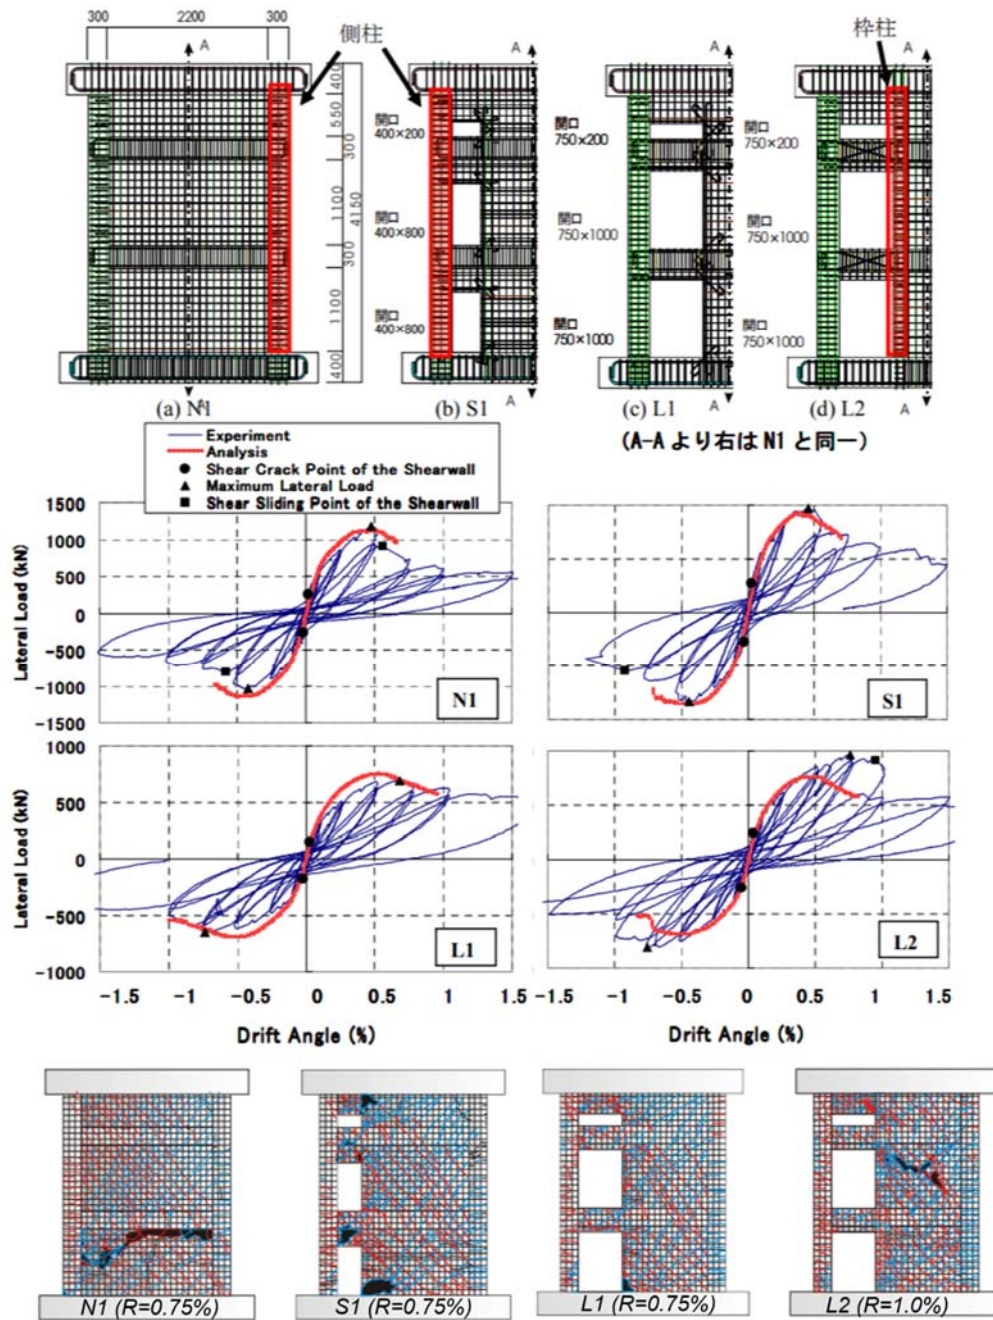 300 2200 300
側柱
枠柱
A
A
A
A
400
550
300
1100
300
1100
400
4150
開口
400×200
開口
400×800
開口
400×800
開口
750×200
開口
750×1000
開口
750×1000
開口
750×200
開口
750×1000
開口
750×1000
A
A
A
A
(a) N1
(b) S1
(c) L1
(d) L2
(A-A より右は N1 と同一)
Experiment
Analysis
Shear Crack Point of the Shearwall
Maximum Lateral Load
Shear Sliding Point of the Shearwall
Lateral Load (kN)
1500
1000
500
0
-500
-1000
-1500
N1
S1
Lateral Load (kN)
1000
500
0
-500
-1000
L1
L2
-1.5 -1 -0.5 0 0.5 1 1.5
-1.5 -1 -0.5 0 0.5 1 1.5
Drift Angle (%)
Drift Angle (%)
N1 (R=0.75%)
S1 (R=0.75%)
L1 (R=0.75%)
L2 (R=1.0%)